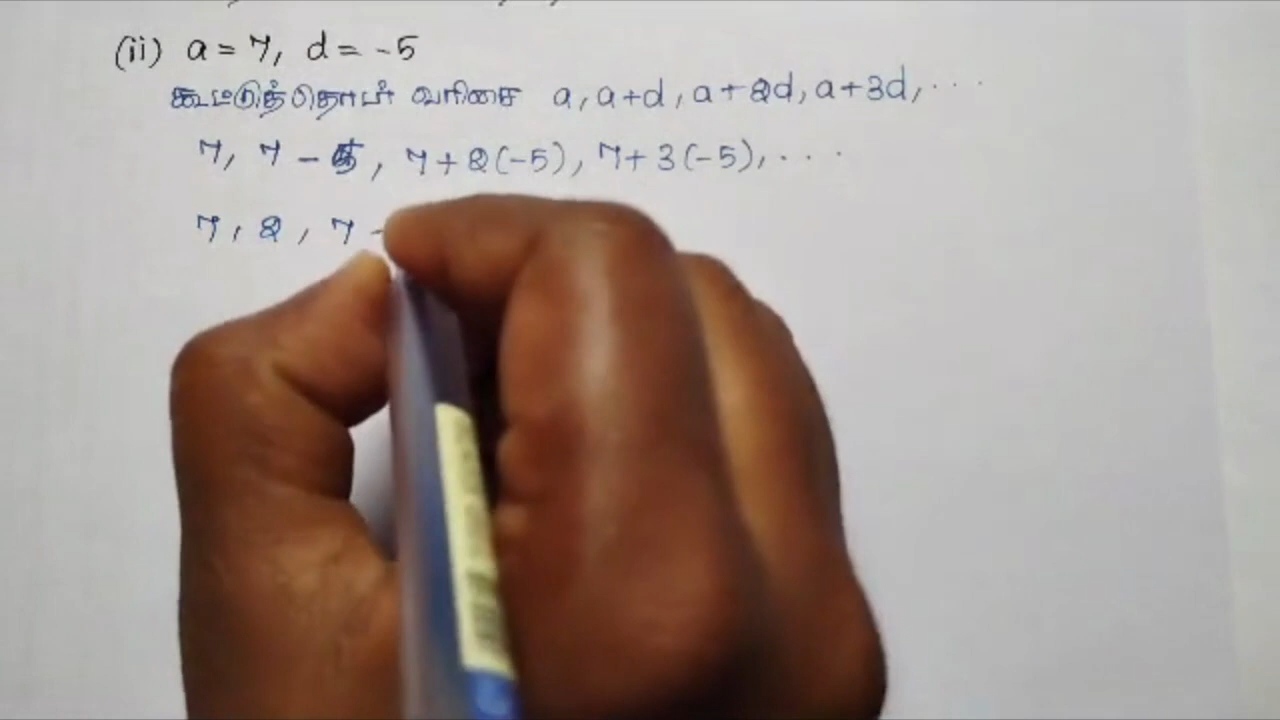 (ii) a = 7, d = -5
கூட்டுத்தொடர் வரிசை a, a+d, a+2d, a+3d, ...
7, 7 - 5, 7+2(-5), 7+3(-5), ...
7, 2, 7 -